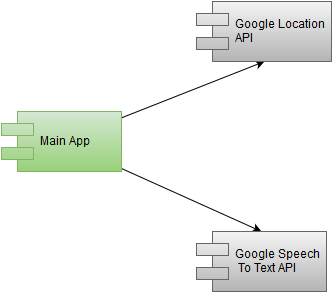 Google Location
API
Main App
Google Speech
To Text API